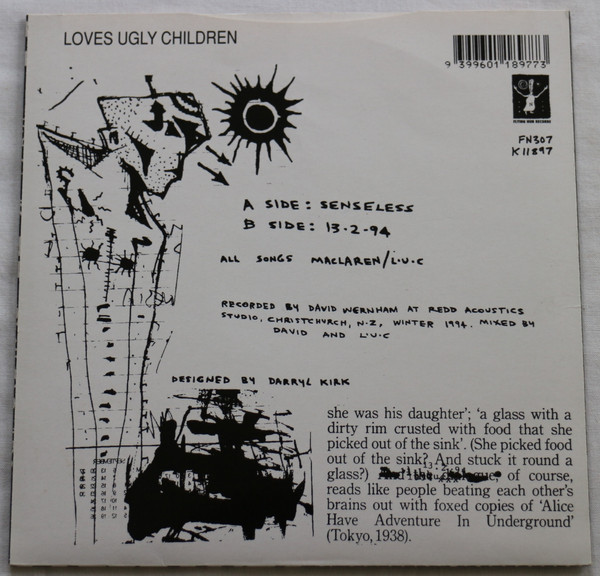 LOVES UGLY CHILDREN
9 399601 189773
FLYING NUN RECORDS
FN307
K11897
A SIDE: SENSELESS
B SIDE: 13·2·94
ALL SONGS MACLAREN/L·U·C
RECORDED BY DAVID WERNHAM AT REDD ACOUSTICS
STUDIO, CHRISTCHURCH, N·Z, WINTER 1994. MIXED BY
DAVID AND L·U·C
DESIGNED BY DARRYL KIRK
she was his daughter'; 'a glass with a
dirty rim crusted with food that she
picked out of the sink'. (She picked food
out of the sink? And stuck it round a
glass?) of course,
reads like people beating each other's
brains out with foxed copies of 'Alice
Have Adventure In Underground'
(Tokyo, 1938).